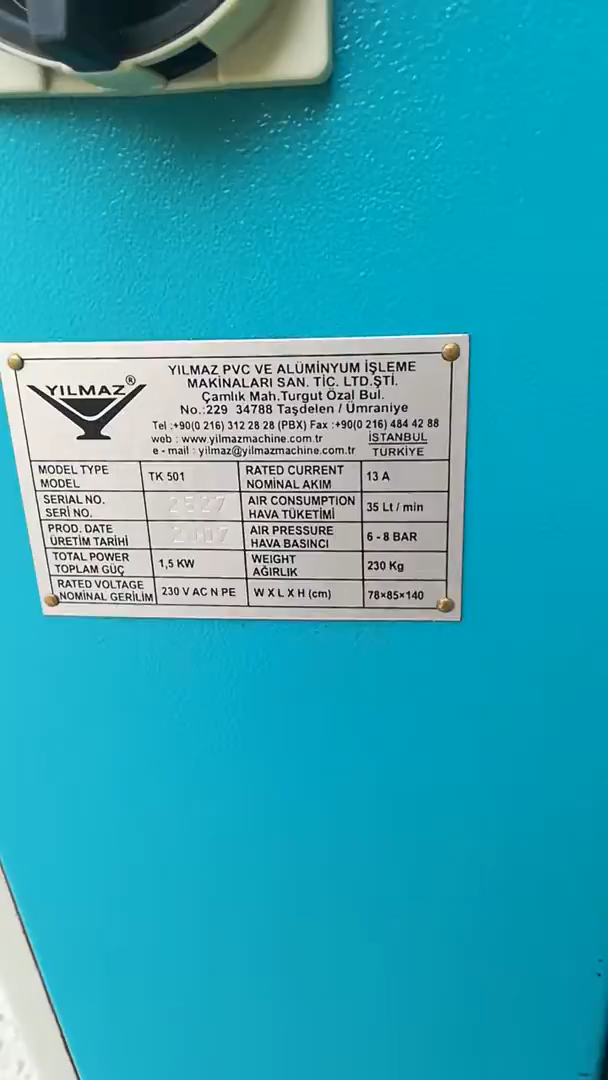 YILMAZ®
YILMAZ PVC VE ALÜMİNYUM İŞLEME
MAKİNALARI SAN. TİC. LTD.ŞTİ.
Çamlık Mah.Turgut Özal Bul.
No.:229 34788 Taşdelen / Ümraniye
Tel :+90(0 216) 312 28 28 (PBX) Fax :+90(0 216) 484 42 88
web : www.yilmazmachine.com.tr İSTANBUL
e - mail : yilmaz@yilmazmachine.com.tr TÜRKİYE
MODEL TYPE
MODEL
TK 501
RATED CURRENT
NOMİNAL AKIM
13 A
SERIAL NO.
SERİ NO.
2527
AIR CONSUMPTION
HAVA TÜKETİMİ
35 Lt / min
PROD. DATE
ÜRETİM TARİHİ
AIR PRESSURE
HAVA BASINCI
6 - 8 BAR
TOTAL POWER
TOPLAM GÜÇ
1,5 KW
WEIGHT
AĞIRLIK
230 Kg
RATED VOLTAGE
NOMİNAL GERİLİM
230 V AC N PE
W X L X H (cm)
78×85×140